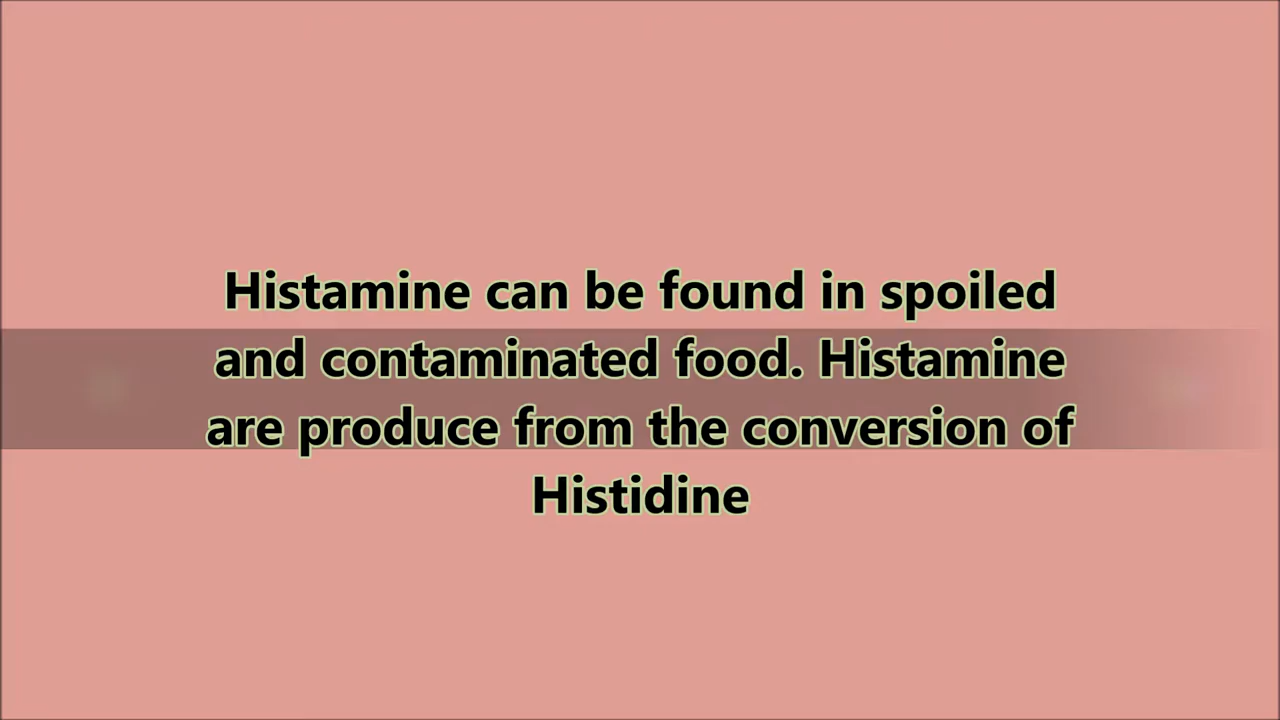 Histamine can be found in spoiled
and contaminated food. Histamine
are produce from the conversion of
Histidine